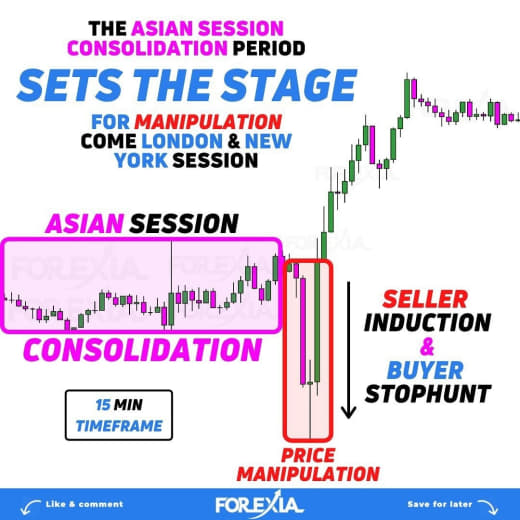 THE ASIAN SESSION
CONSOLIDATION PERIOD
SETS THE STAGE
FOR MANIPULATION
COME LONDON & NEW
YORK SESSION
ASIAN SESSION
FOREXIA
FOREXIA
CONSOLIDATION
SELLER
INDUCTION
&
BUYER
STOPHUNT
15 MIN
TIMEFRAME
PRICE
MANIPULATION
Like & comment
FOREXIA
Save for later